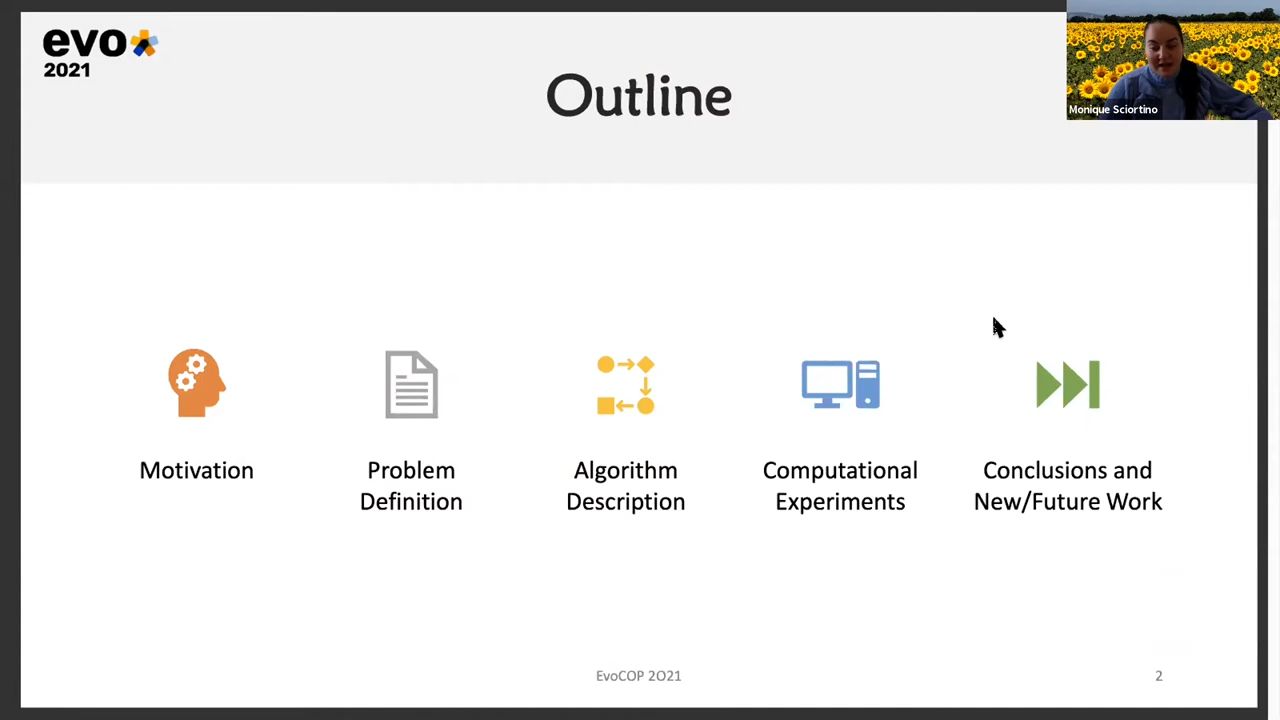 evo
2021
Outline
Monique Sciortino
Motivation
Problem
Definition
Algorithm
Description
Computational
Experiments
Conclusions and
New/Future Work
EvoCOP 2021
2